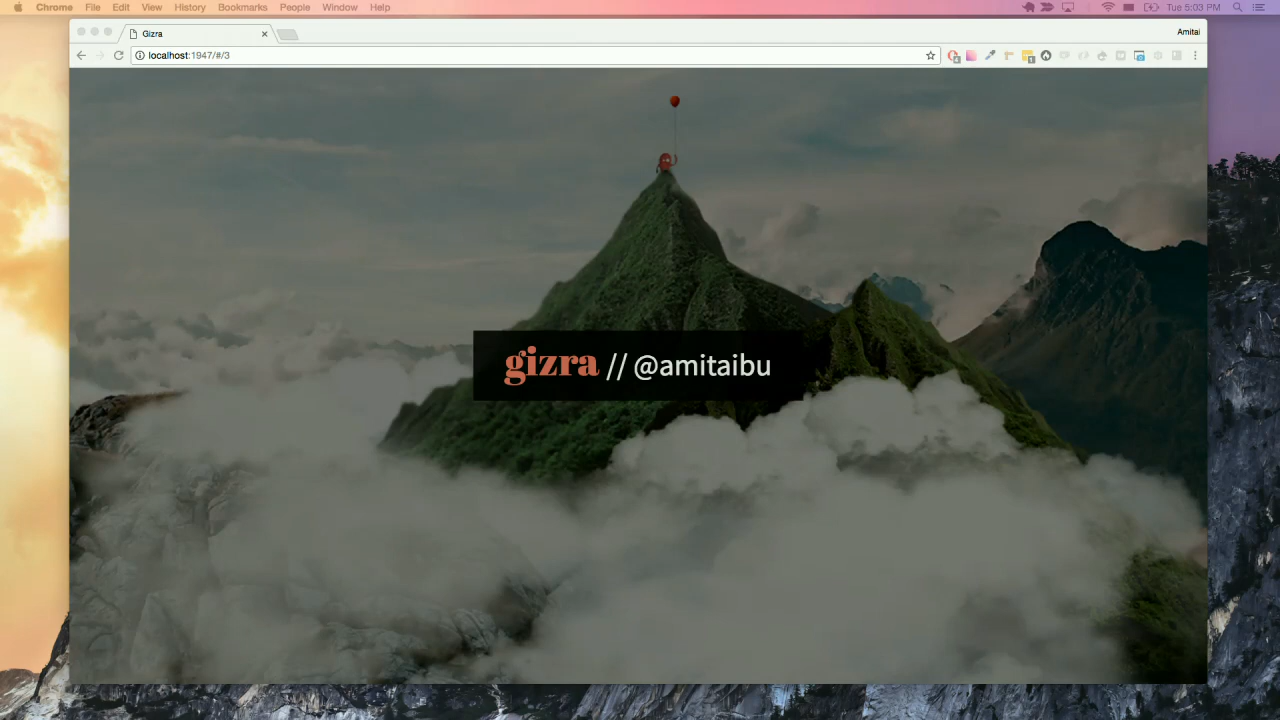 Chrome File Edit View History Bookmarks People Window Help Tue 5:03 PM
Gizra Amitai
localhost:1947/#/3
gizra // @amitaibu